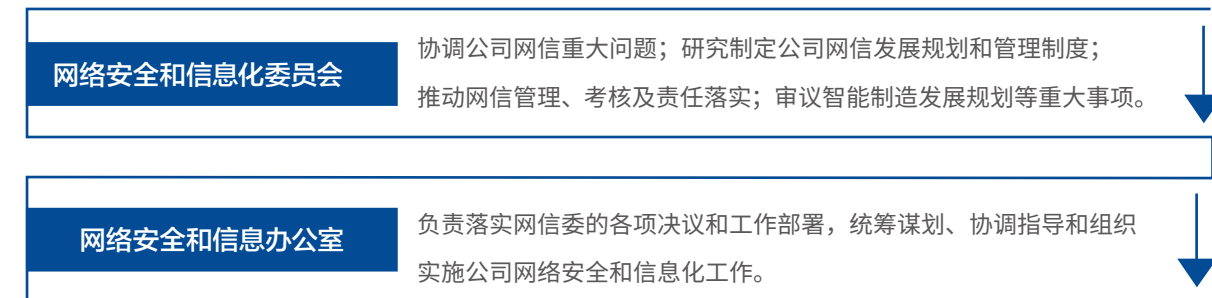 网络安全和信息化委员会
协调公司网信重大问题；研究制定公司网信发展规划和管理制度；
推动网信管理、考核及责任落实；审议智能制造发展规划等重大事项。
网络安全和信息办公室
负责落实网信委的各项决议和工作部署，统筹谋划、协调指导和组织
实施公司网络安全和信息化工作。